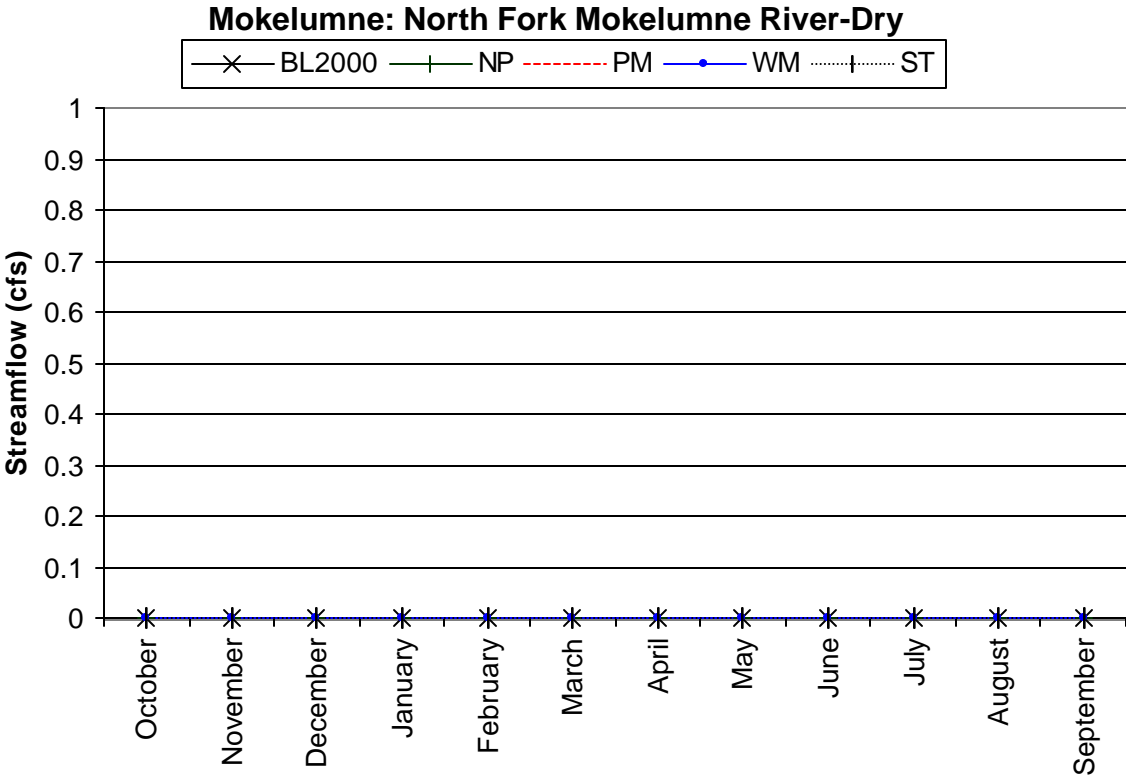 Mokelumne: North Fork Mokelumne River-Dry
BL2000 NP PM WM ST
Streamflow (cfs)
1
0.9
0.8
0.7
0.6
0.5
0.4
0.3
0.2
0.1
0
October
November
December
January
February
March
April
May
June
July
August
September